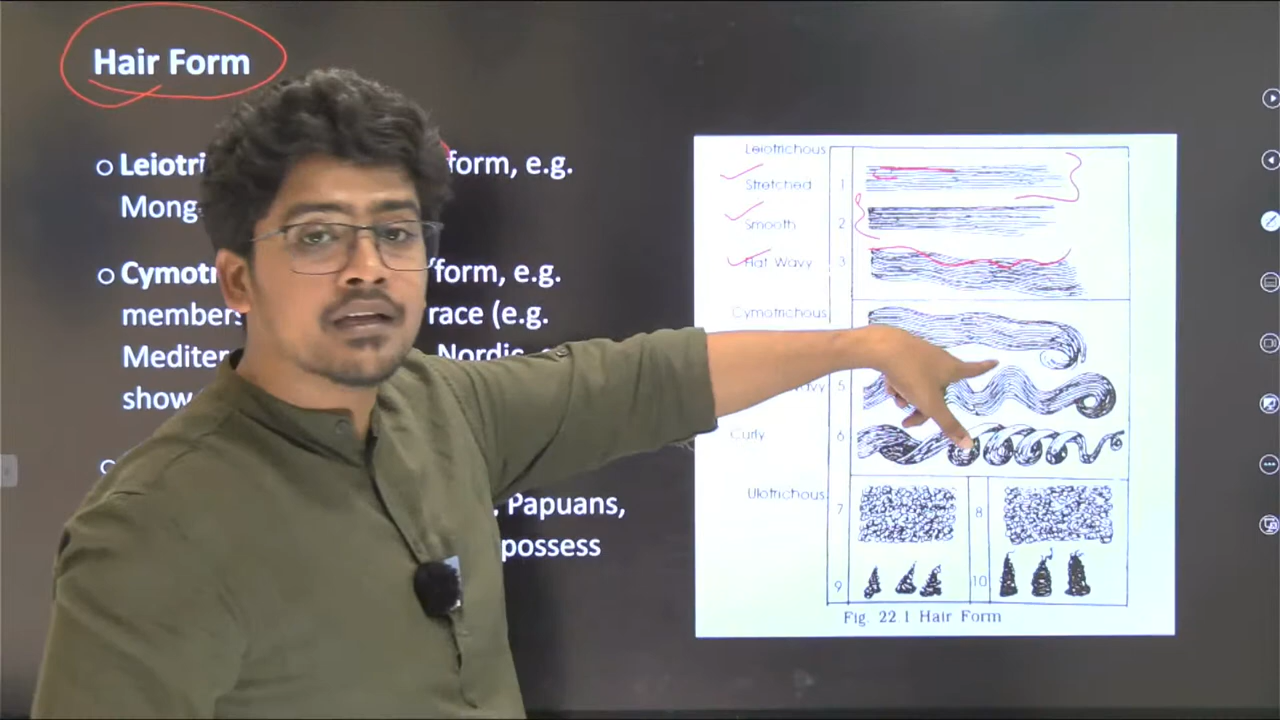 Hair Form
Leiotri form, e.g.
Mong
Cymotr 'form, e.g.
members race (e.g.
Mediter Nordic
show
Papuans,
possess
Leiotrichous
Stretched 1
Smooth 2
Flat Wavy 3
Cymotrichous
5
Curly 6
Ulotrichous 7 8
9 10
Fig. 22.1 Hair Form